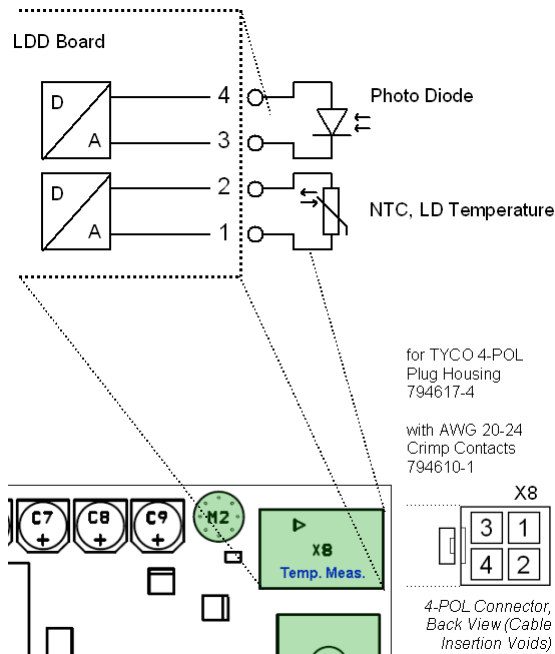 LDD Board
D
A
4
3
Photo Diode
D
A
2
1
NTC, LD Temperature
for TYCO 4-POL
Plug Housing
794617-4
with AWG 20-24
Crimp Contacts
794610-1
X8
C7
C8
C9
M2
X8
Temp. Meas.
3 1
4 2
4-POL Connector,
Back View (Cable
Insertion Voids)